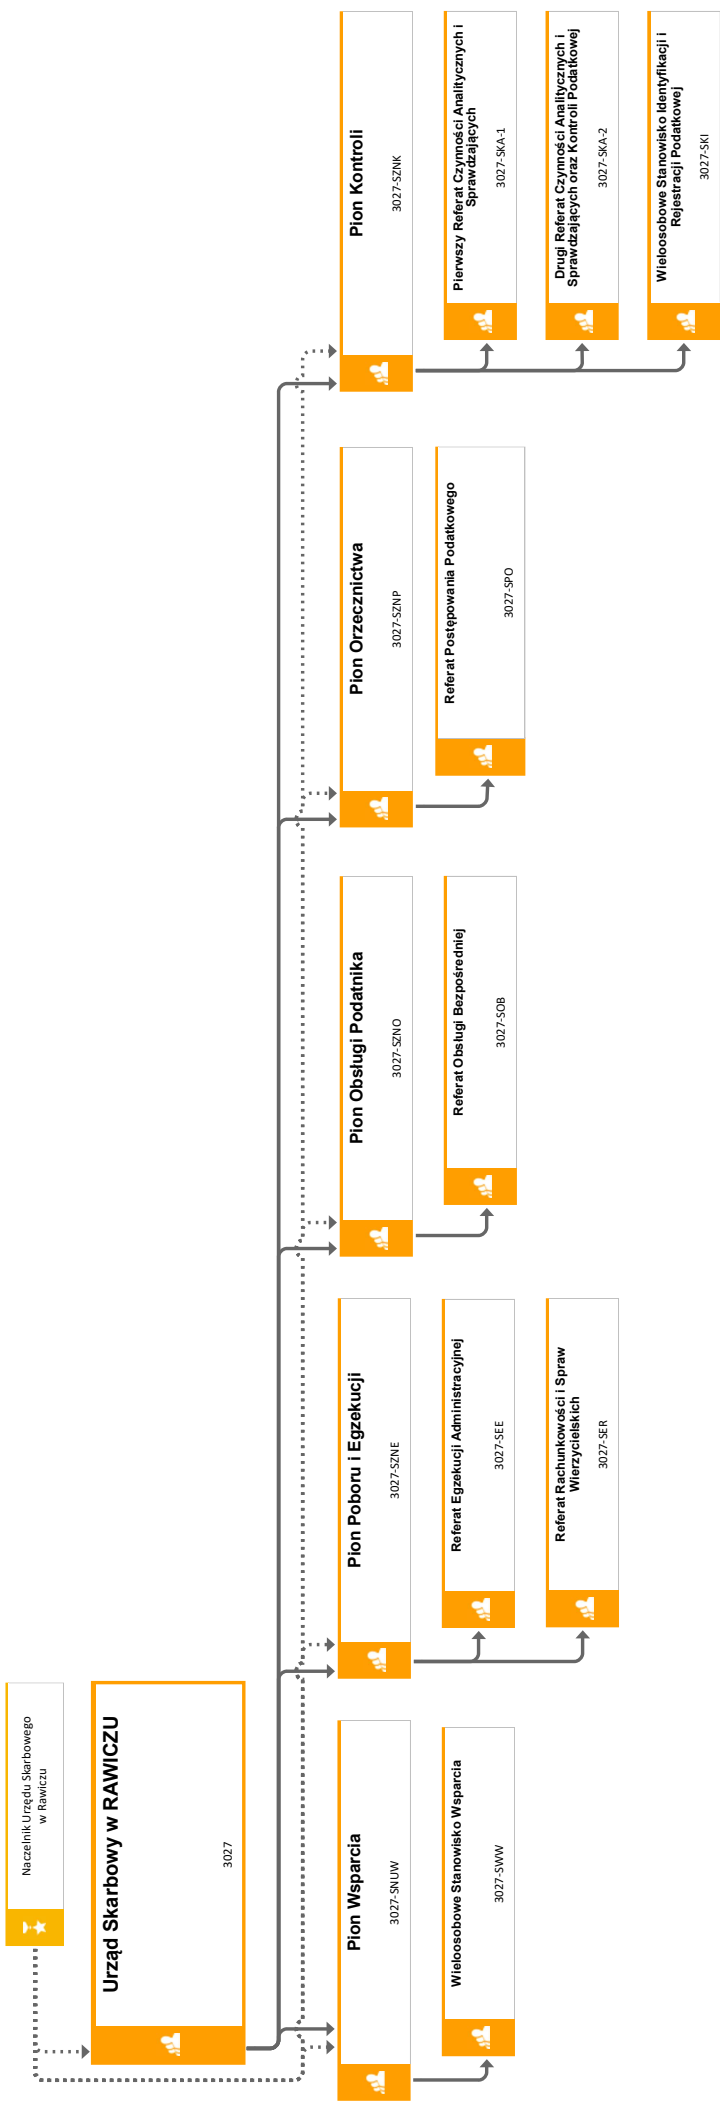 Naczelnik Urzędu Skarbowego
w Rawiczu
Urząd Skarbowy w RAWICZU
3027
Pion Wsparcia
3027-SNUW
Wieloosobowe Stanowisko Wsparcia
3027-SWW
Pion Poboru i Egzekucji
3027-SZNE
Referat Egzekucji Administracyjnej
3027-SEE
Referat Rachunkowości i Spraw
Wierzycielskich
3027-SER
Pion Obsługi Podatnika
3027-SZNO
Referat Obsługi Bezpośredniej
3027-SOB
Pion Orzecznictwa
3027-SZNP
Referat Postępowania Podatkowego
3027-SPO
Pion Kontroli
3027-SZNK
Pierwszy Referat Czynności Analitycznych i
Sprawdzających
3027-SKA-1
Drugi Referat Czynności Analitycznych i
Sprawdzających oraz Kontroli Podatkowej
3027-SKA-2
Wieloosobowe Stanowisko Identyfikacji i
Rejestracji Podatkowej
3027-SKI